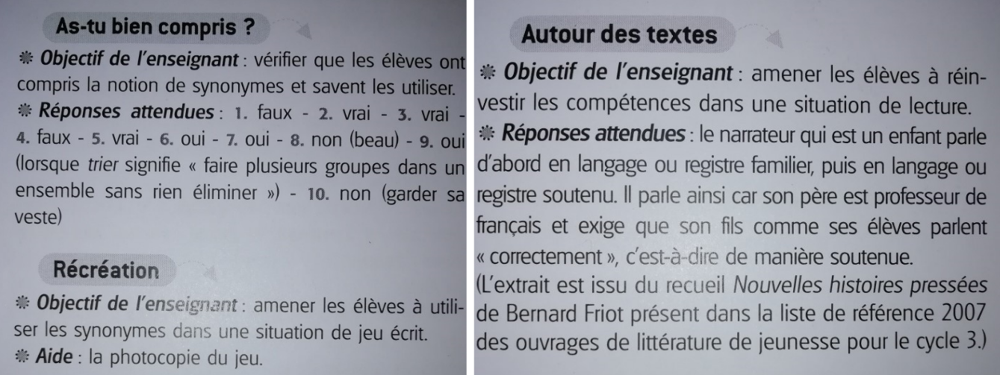 As-tu bien compris ?
❋ Objectif de l'enseignant : vérifier que les élèves ont
compris la notion de synonymes et savent les utiliser.
❋ Réponses attendues : 1. faux - 2. vrai - 3. vrai -
4. faux - 5. vrai - 6. oui - 7. oui - 8. non (beau) - 9. oui
(lorsque trier signifie « faire plusieurs groupes dans un
ensemble sans rien éliminer ») - 10. non (garder sa
veste)
Récréation
❋ Objectif de l'enseignant : amener les élèves à utili-
ser les synonymes dans une situation de jeu écrit.
❋ Aide : la photocopie du jeu.
Autour des textes
❋ Objectif de l'enseignant : amener les élèves à réin-
vestir les compétences dans une situation de lecture.
❋ Réponses attendues : le narrateur qui est un enfant parle
d'abord en langage ou registre familier, puis en langage ou
registre soutenu. Il parle ainsi car son père est professeur de
français et exige que son fils comme ses élèves parlent
« correctement », c'est-à-dire de manière soutenue.
(L'extrait est issu du recueil Nouvelles histoires pressées
de Bernard Friot présent dans la liste de référence 2007
des ouvrages de littérature de jeunesse pour le cycle 3.)